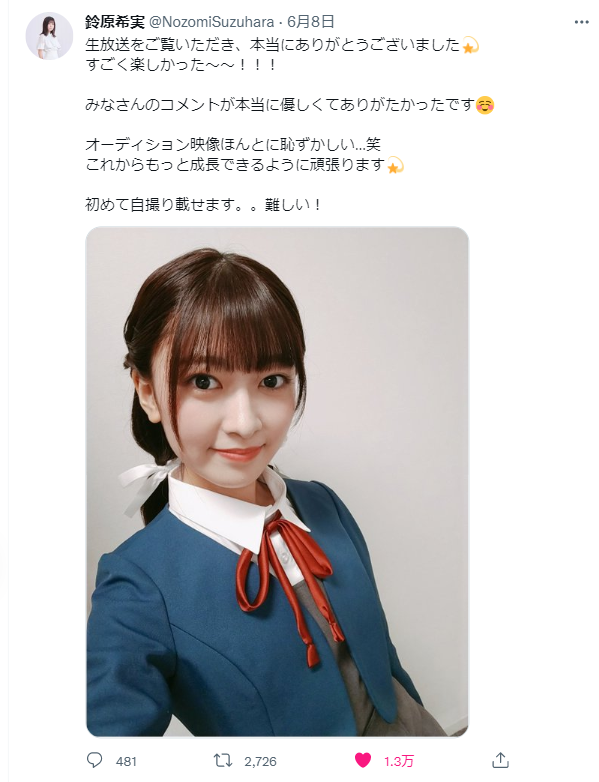 鈴原希実 @NozomiSuzuhara · 6月8日
生放送をご覧いただき、本当にありがとうございました💫
すごく楽しかった～～！！！
みなさんのコメントが本当に優しくてありがたかったです☺️
オーディション映像ほんとに恥ずかしい...笑
これからもっと成長できるように頑張ります💫
初めて自撮り載せます。。難しい！
481 2,726 1.3万